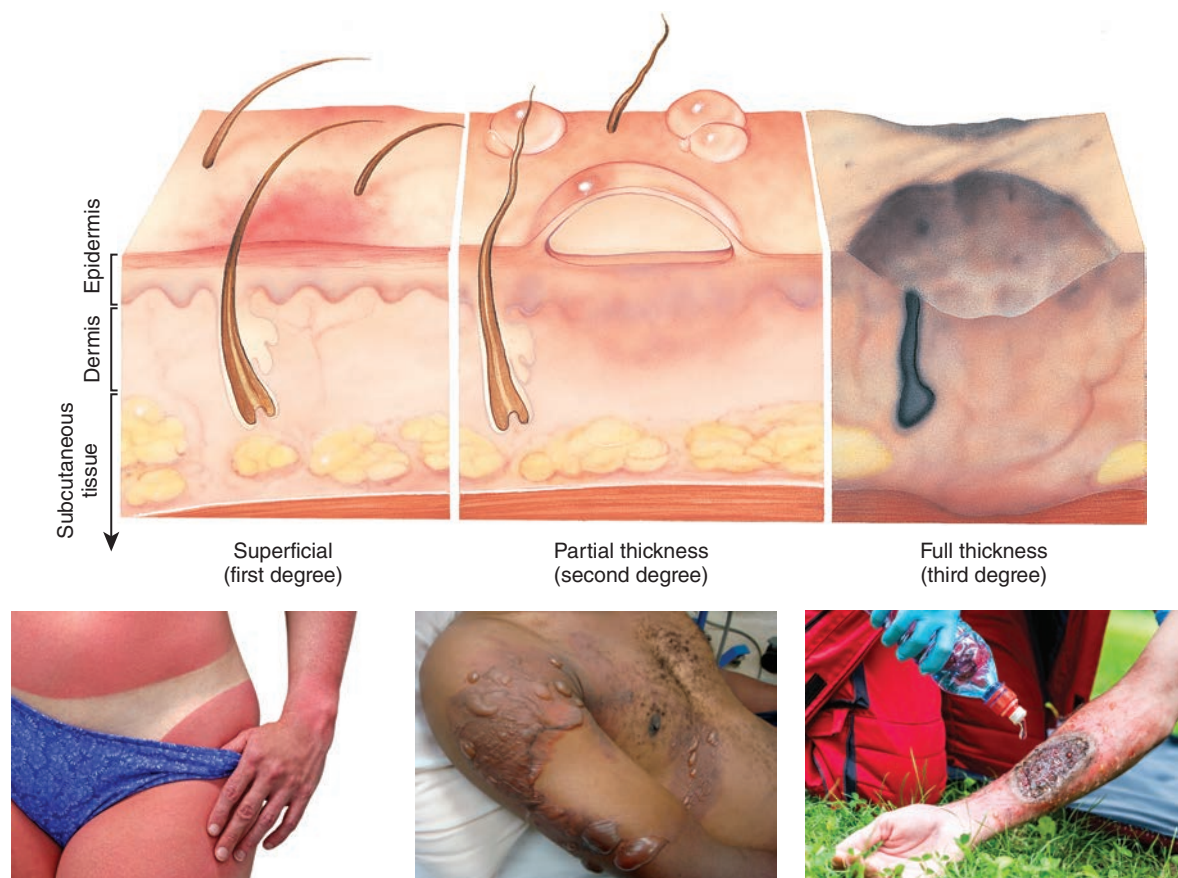 Epidermis
Dermis
Subcutaneous
tissue
Superficial
(first degree)
Partial thickness
(second degree)
Full thickness
(third degree)